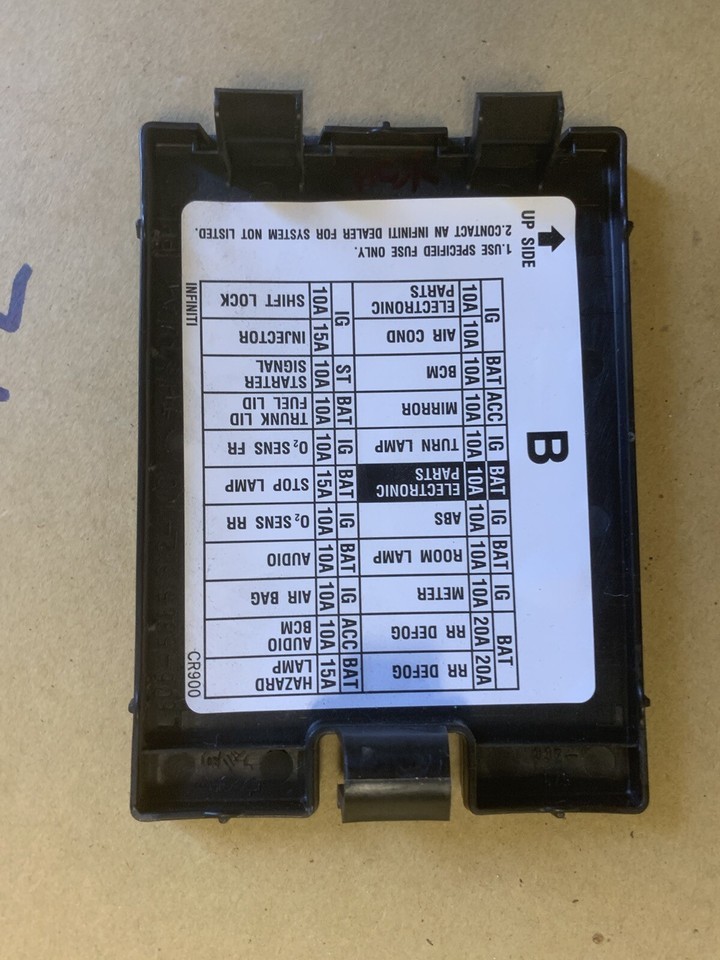 B
BAT 20A RR DEFOG BAT 15A HAZARD LAMP
20A RR DEFOG ACC 10A AUDIO BCM
IG 10A METER IG 10A AIR BAG
BAT 10A ROOM LAMP BAT 10A AUDIO
IG 10A ABS IG 10A O₂SENS RR
BAT 10A ELECTRONIC PARTS BAT 15A STOP LAMP
IG 10A TURN LAMP IG 10A O₂SENS FR
ACC 10A MIRROR BAT 10A TRUNK LID FUEL LID
BAT 10A BCM ST 10A STARTER SIGNAL
IG 10A AIR COND IG 15A INJECTOR
10A ELECTRONIC PARTS 10A SHIFT LOCK
1.USE SPECIFIED FUSE ONLY.
2.CONTACT AN INFINITI DEALER FOR SYSTEM NOT LISTED.
UP SIDE
CR900
INFINITI